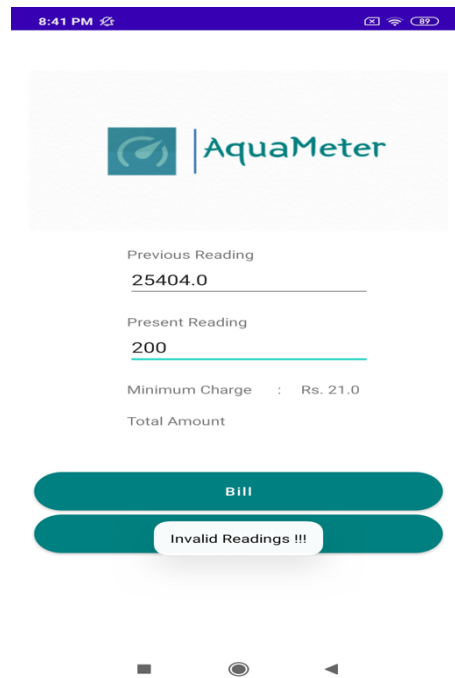 8:41 PM
89
AquaMeter
Previous Reading
25404.0
Present Reading
200
Minimum Charge : Rs. 21.0
Total Amount
Bill
Invalid Readings !!!